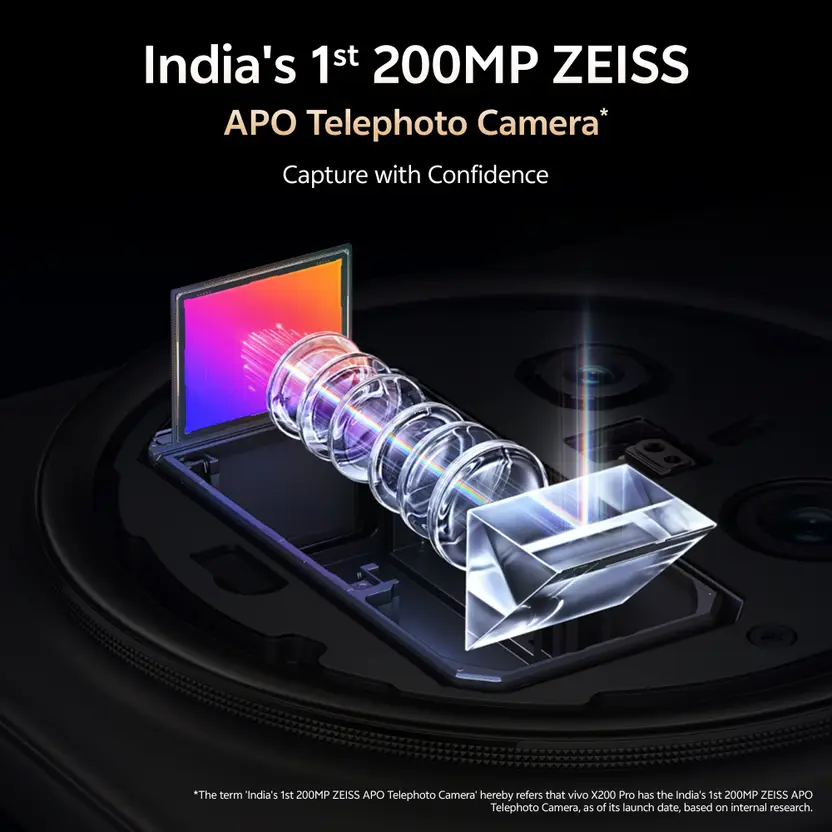 India's 1st 200MP ZEISS
APO Telephoto Camera*
Capture with Confidence
*The term 'India's 1st 200MP ZEISS APO Telephoto Camera' hereby refers that vivo X200 Pro has the India's 1st 200MP ZEISS APO
Telephoto Camera, as of its launch date, based on internal research.